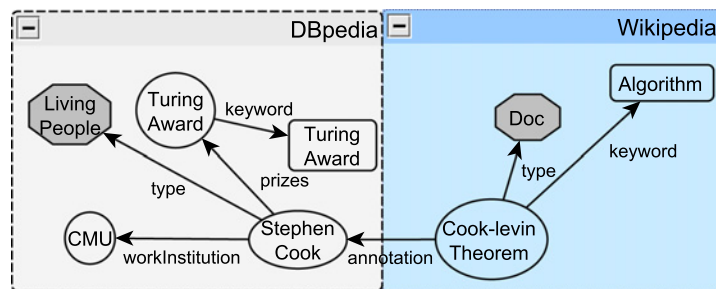 DBpedia
Wikipedia
Living
People
Turing
Award
keyword
Turing
Award
type
prizes
CMU
workInstitution
Stephen
Cook
annotation
Doc
Algorithm
type
keyword
Cook-levin
Theorem